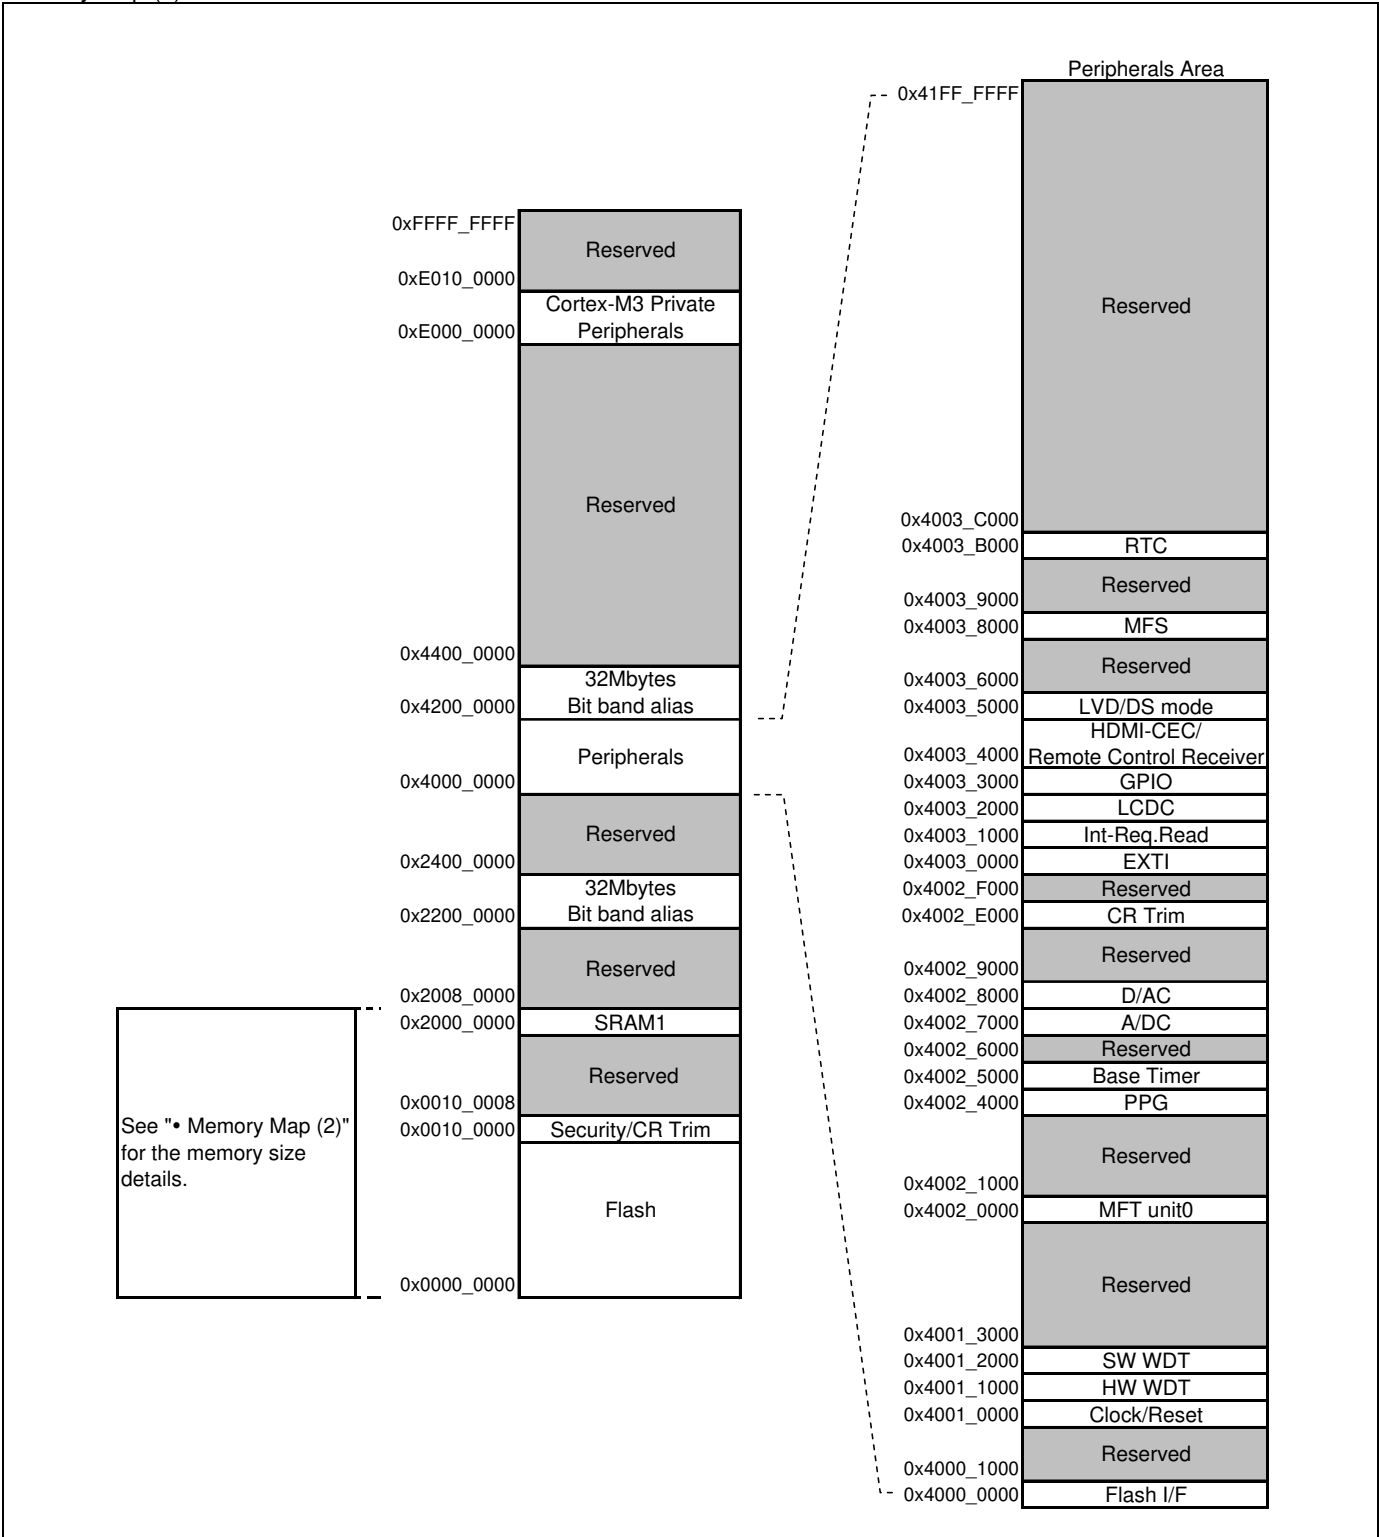 Peripherals Area
0x41FF_FFFF
Reserved
0x4003_C000
0x4003_B000 RTC
Reserved
0x4003_9000
0x4003_8000 MFS
Reserved
0x4003_6000
0x4003_5000 LVD/DS mode
HDMI-CEC/
0x4003_4000 Remote Control Receiver
0x4003_3000 GPIO
0x4003_2000 LCDC
0x4003_1000 Int-Req.Read
0x4003_0000 EXTI
0x4002_F000 Reserved
0x4002_E000 CR Trim
Reserved
0x4002_9000
0x4002_8000 D/AC
0x4002_7000 A/DC
0x4002_6000 Reserved
0x4002_5000 Base Timer
0x4002_4000 PPG
Reserved
0x4002_1000
0x4002_0000 MFT unit0
Reserved
0x4001_3000
0x4001_2000 SW WDT
0x4001_1000 HW WDT
0x4001_0000 Clock/Reset
Reserved
0x4000_1000
0x4000_0000 Flash I/F
0xFFFF_FFFF
Reserved
0xE010_0000
Cortex-M3 Private
0xE000_0000 Peripherals
Reserved
0x4400_0000
32Mbytes
0x4200_0000 Bit band alias
Peripherals
0x4000_0000
Reserved
0x2400_0000
32Mbytes
0x2200_0000 Bit band alias
Reserved
0x2008_0000
0x2000_0000 SRAM1
Reserved
0x0010_0008
0x0010_0000 Security/CR Trim
Flash
0x0000_0000
See "• Memory Map (2)"
for the memory size
details.